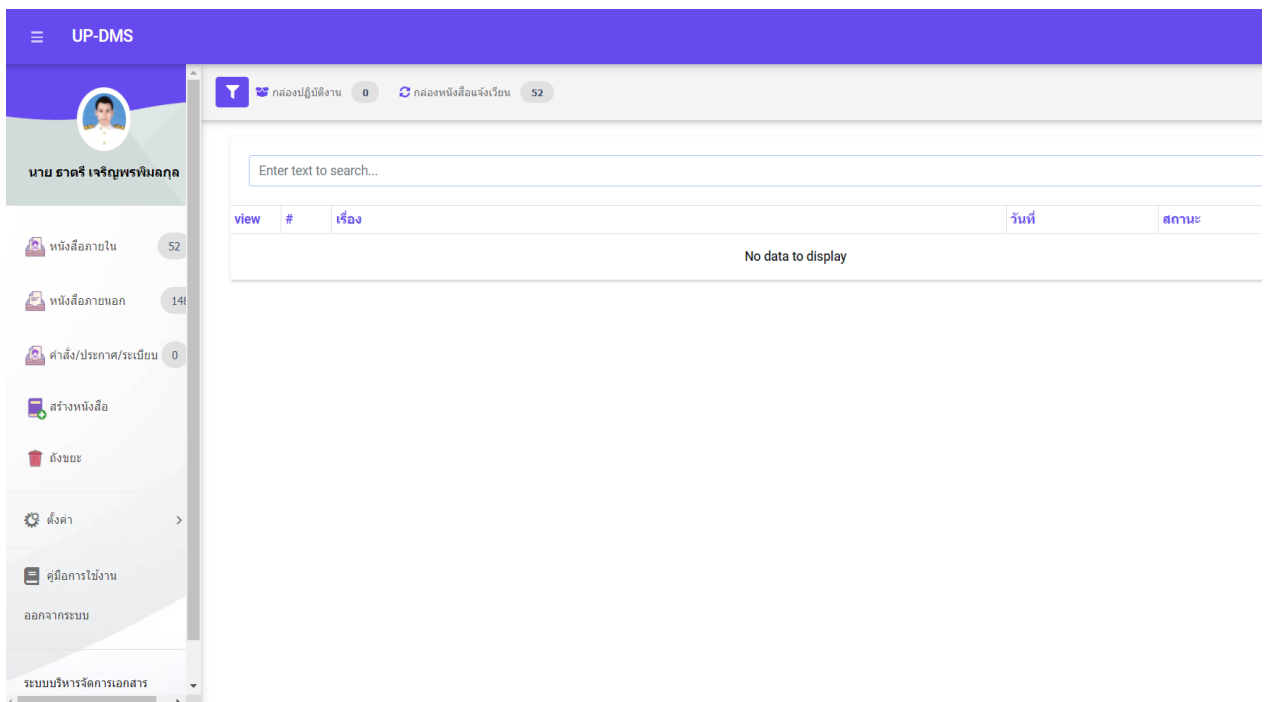 UP-DMS
กล่องปฏิบัติงาน 0 กล่องหนังสือแจ้งเวียน 52
นาย ธาตรี เจริญพรพิมลกุล
Enter text to search...
view # เรื่อง วันที่ สถานะ
No data to display
หนังสือภายใน 52
หนังสือภายนอก 148
คำสั่ง/ประกาศ/ระเบียบ 0
สร้างหนังสือ
ถังขยะ
ตั้งค่า
คู่มือการใช้งาน
ออกจากระบบ
ระบบบริหารจัดการเอกสาร